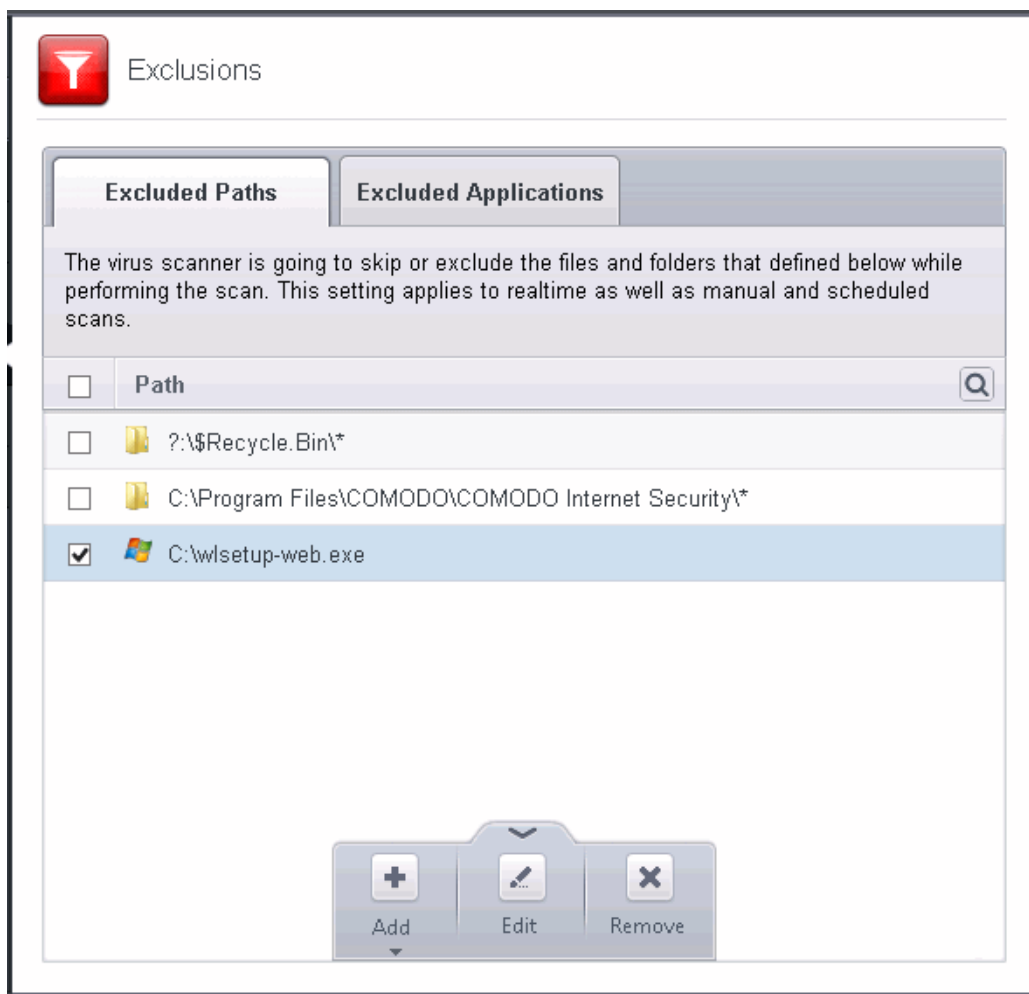 Exclusions
Excluded Paths
Excluded Applications
The virus scanner is going to skip or exclude the files and folders that defined below while
performing the scan. This setting applies to realtime as well as manual and scheduled
scans.
Path
?:\$Recycle.Bin\*
C:\Program Files\COMODO\COMODO Internet Security\*
C:\wlsetup-web.exe
Add
Edit
Remove